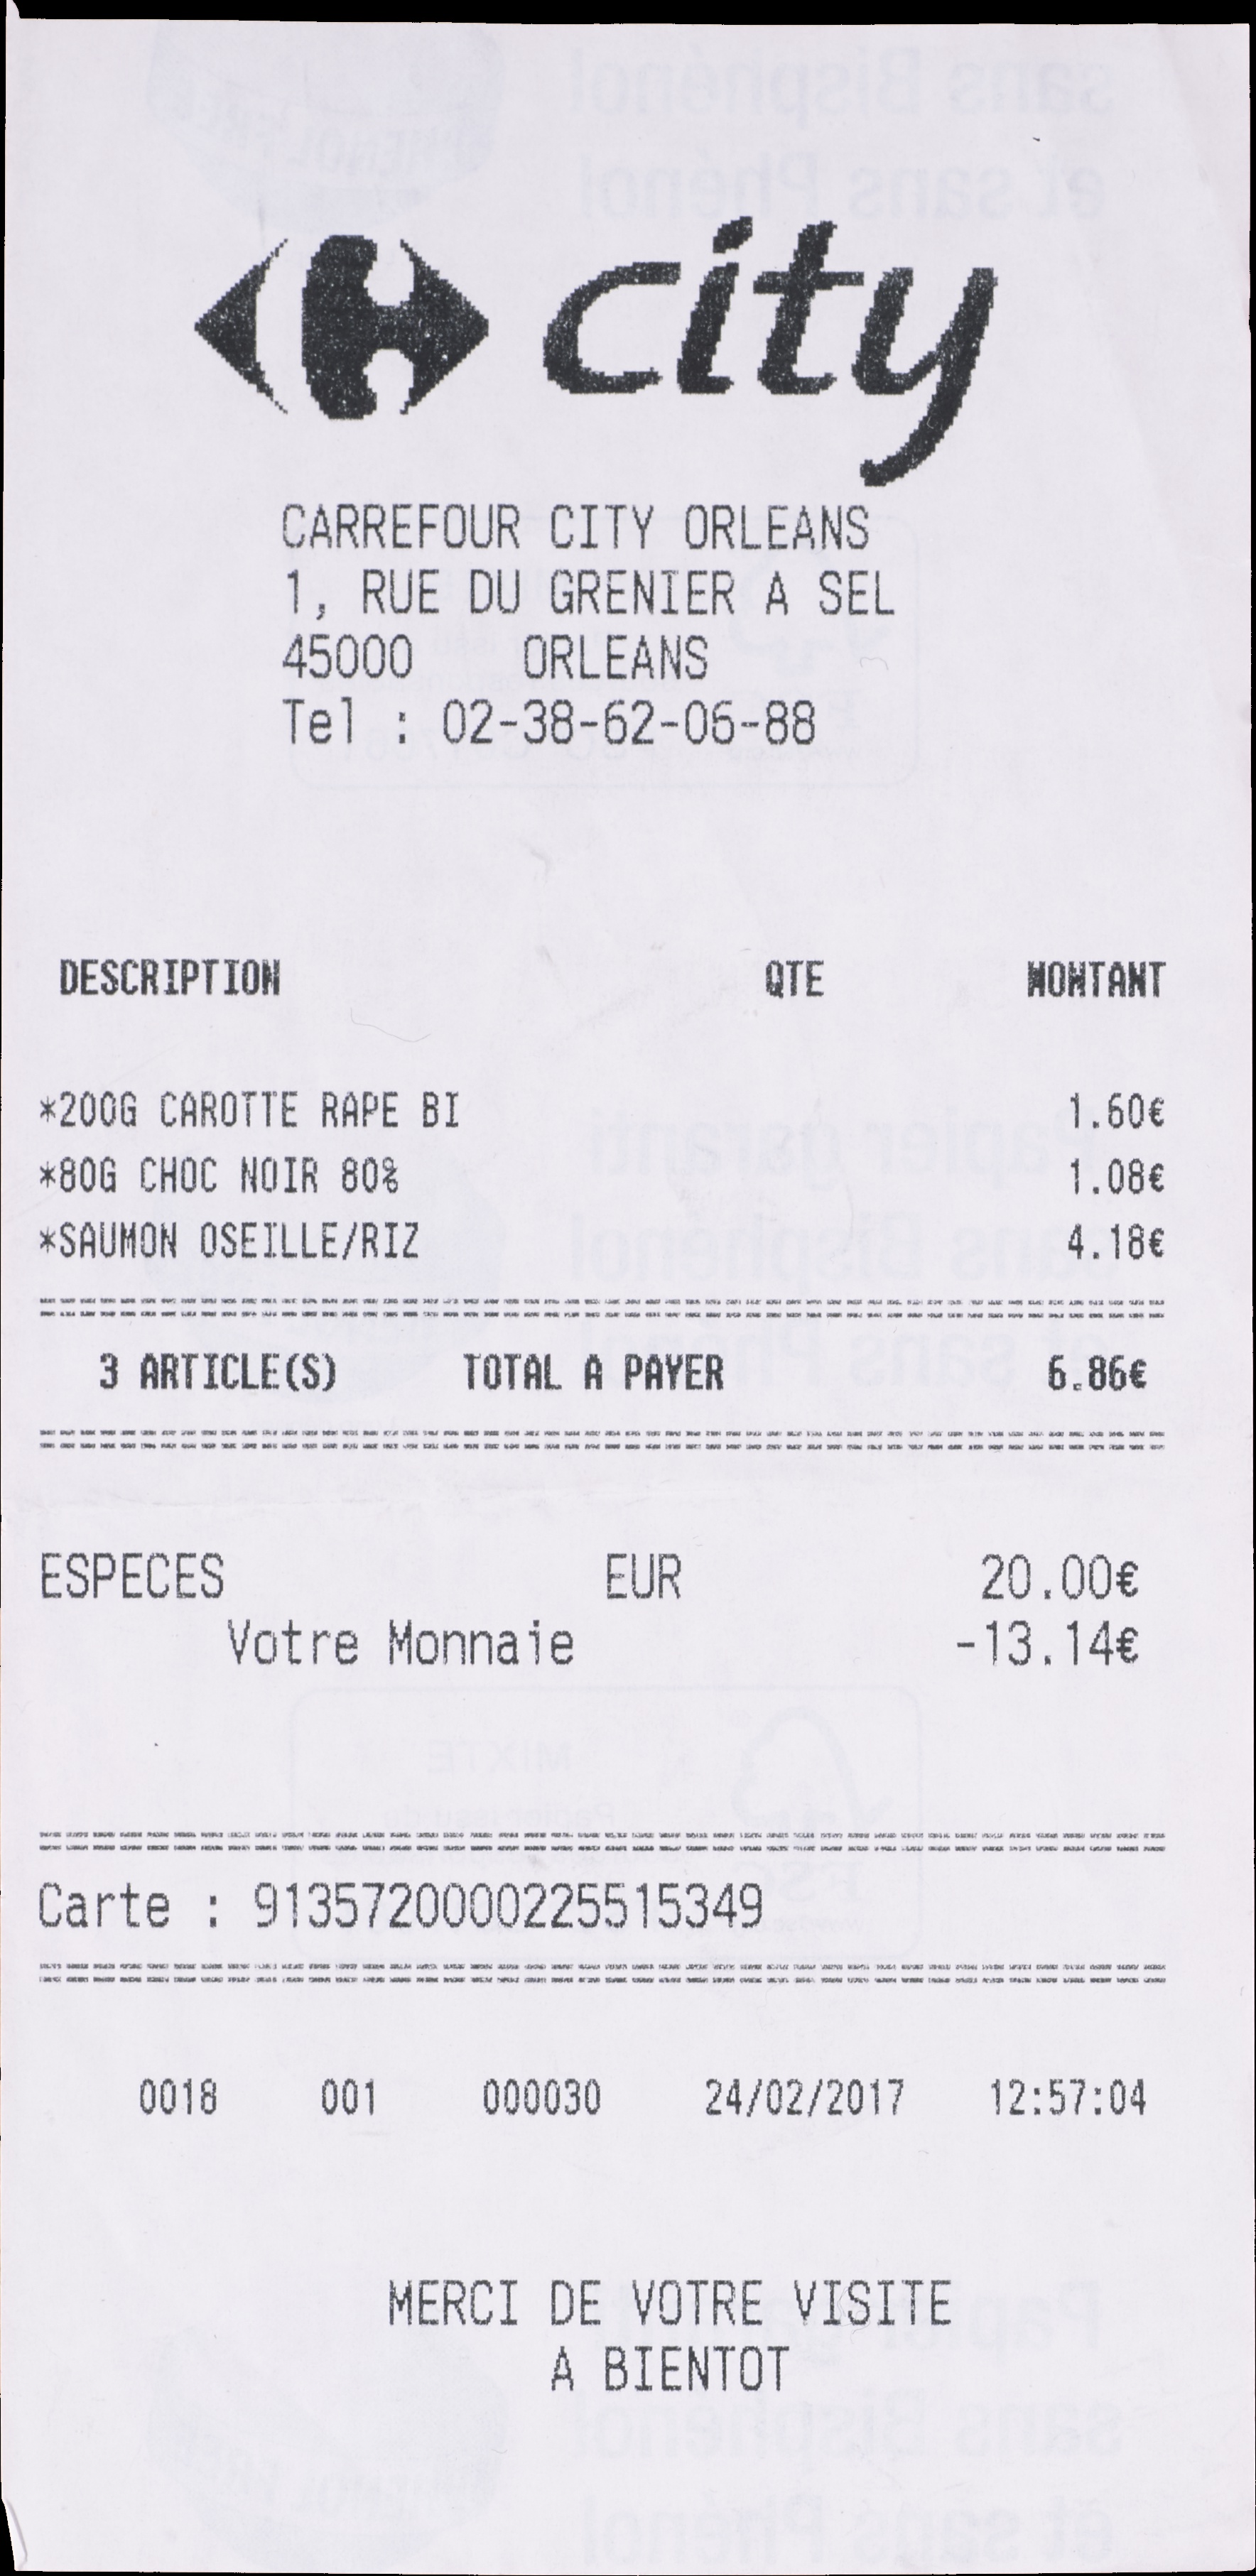 city
CARREFOUR CITY ORLEANS
1, RUE DU GRENIER A SEL
45000 ORLEANS
Tel : 02-38-62-06-88
DESCRIPTION QTE MONTANT
*200G CAROTTE RAPE BI 1.60€
*80G CHOC NOIR 80% 1.08€
*SAUMON OSEILLE/RIZ 4.18€
3 ARTICLE(S) TOTAL A PAYER 6.86€
ESPECES EUR 20.00€
Votre Monnaie -13.14€
Carte : 9135720000225515349
0018 001 000030 24/02/2017 12:57:04
MERCI DE VOTRE VISITE
A BIENTOT